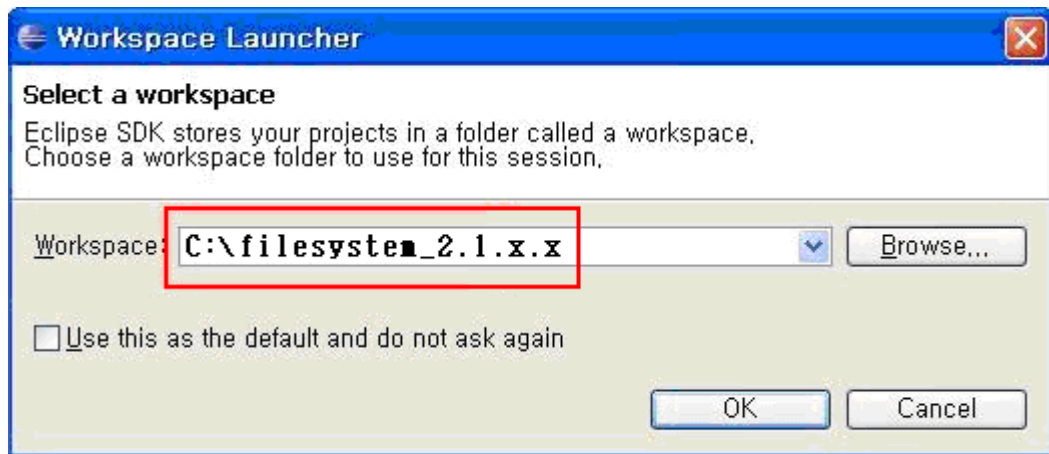 Workspace Launcher
Select a workspace
Eclipse SDK stores your projects in a folder called a workspace.
Choose a workspace folder to use for this session.
Workspace: C:\filesystem_2.1.x.x Browse...
Use this as the default and do not ask again
OK Cancel